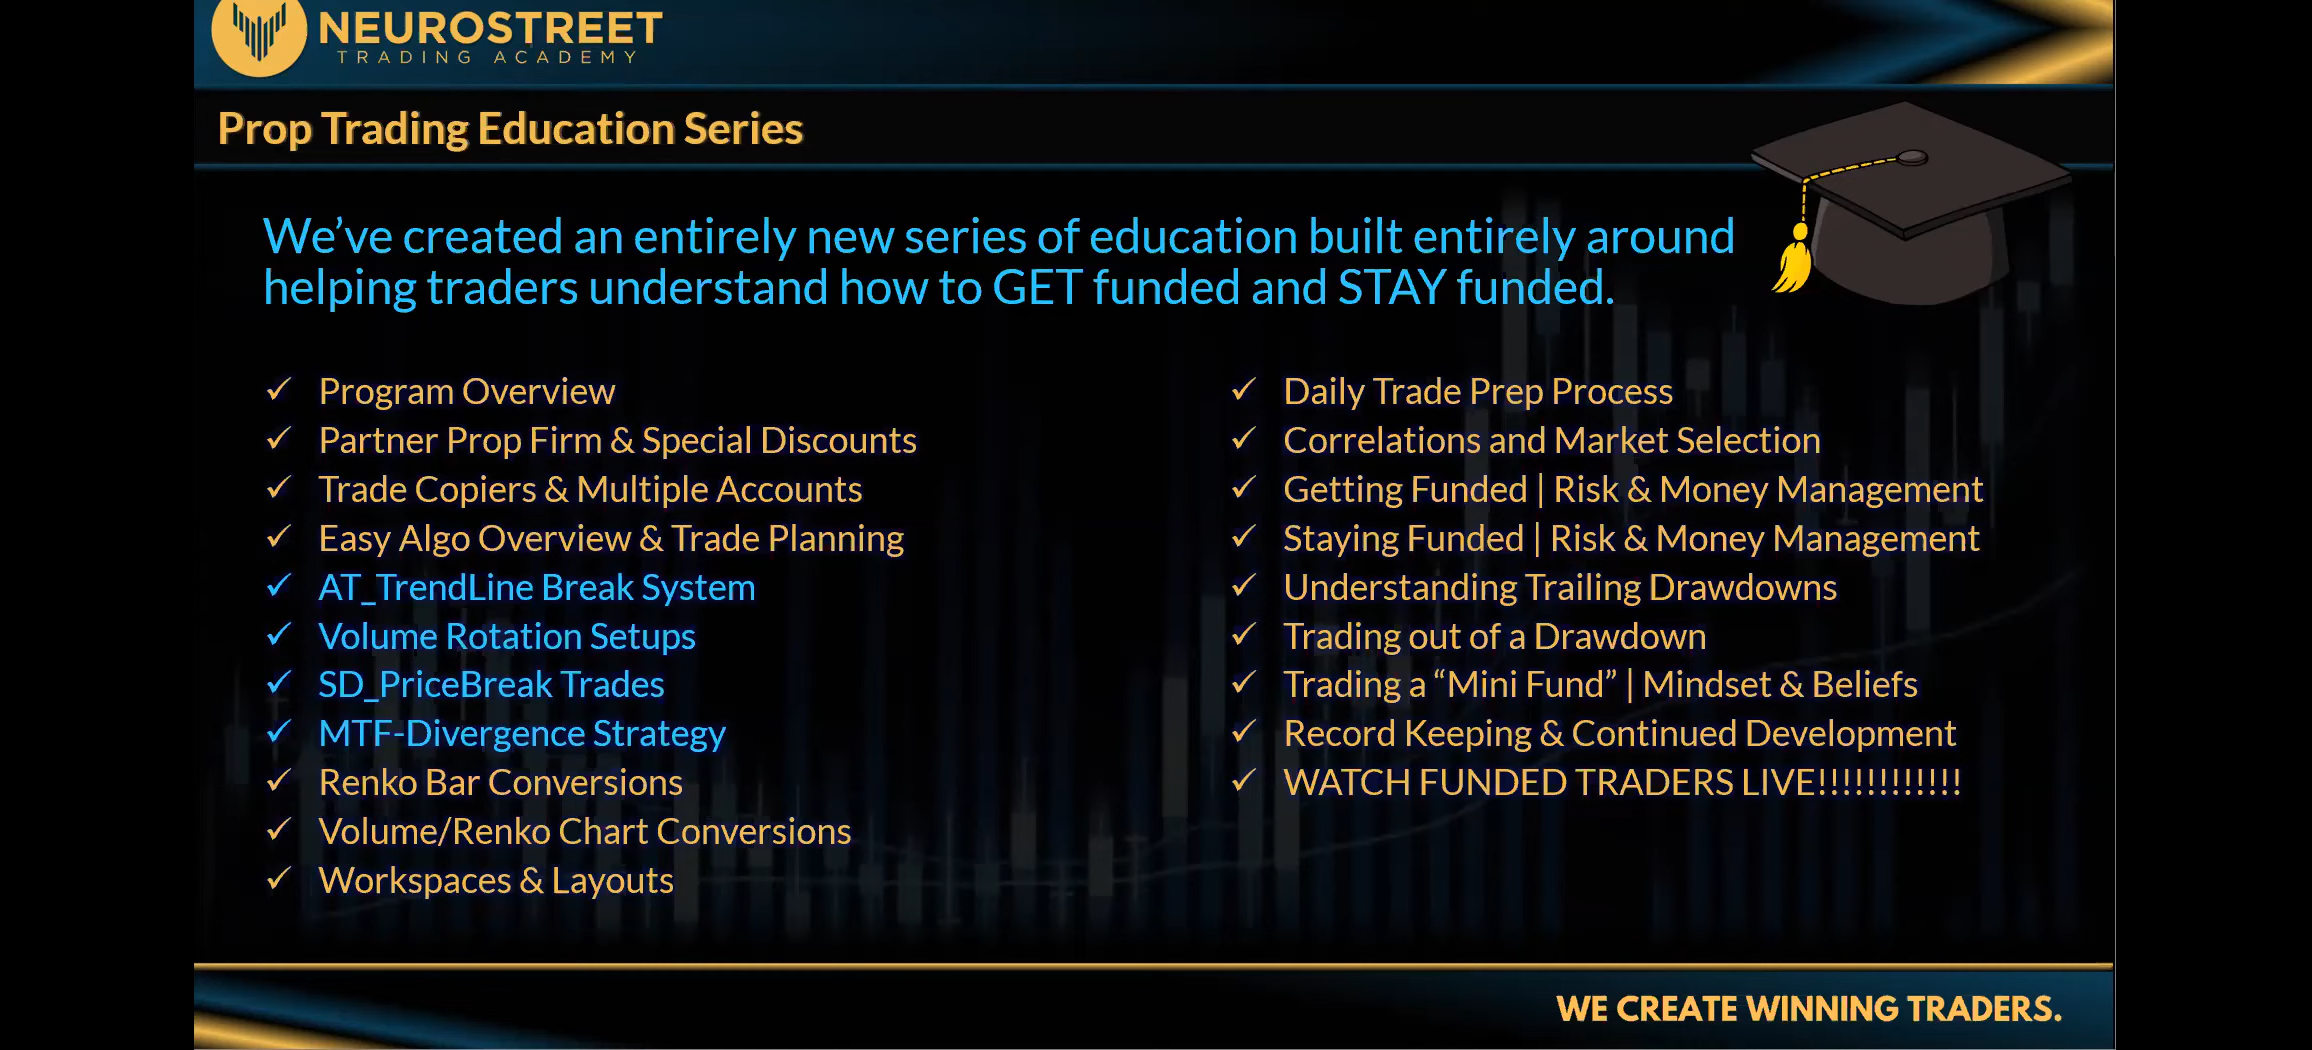 NEUROSTREET
TRADING ACADEMY
Prop Trading Education Series
We’ve created an entirely new series of education built entirely around
helping traders understand how to GET funded and STAY funded.
✓ Program Overview
✓ Partner Prop Firm & Special Discounts
✓ Trade Copiers & Multiple Accounts
✓ Easy Algo Overview & Trade Planning
✓ AT_TrendLine Break System
✓ Volume Rotation Setups
✓ SD_PriceBreak Trades
✓ MTF-Divergence Strategy
✓ Renko Bar Conversions
✓ Volume/Renko Chart Conversions
✓ Workspaces & Layouts
✓ Daily Trade Prep Process
✓ Correlations and Market Selection
✓ Getting Funded | Risk & Money Management
✓ Staying Funded | Risk & Money Management
✓ Understanding Trailing Drawdowns
✓ Trading out of a Drawdown
✓ Trading a “Mini Fund” | Mindset & Beliefs
✓ Record Keeping & Continued Development
✓ WATCH FUNDED TRADERS LIVE!!!!!!!!!!!!
WE CREATE WINNING TRADERS.